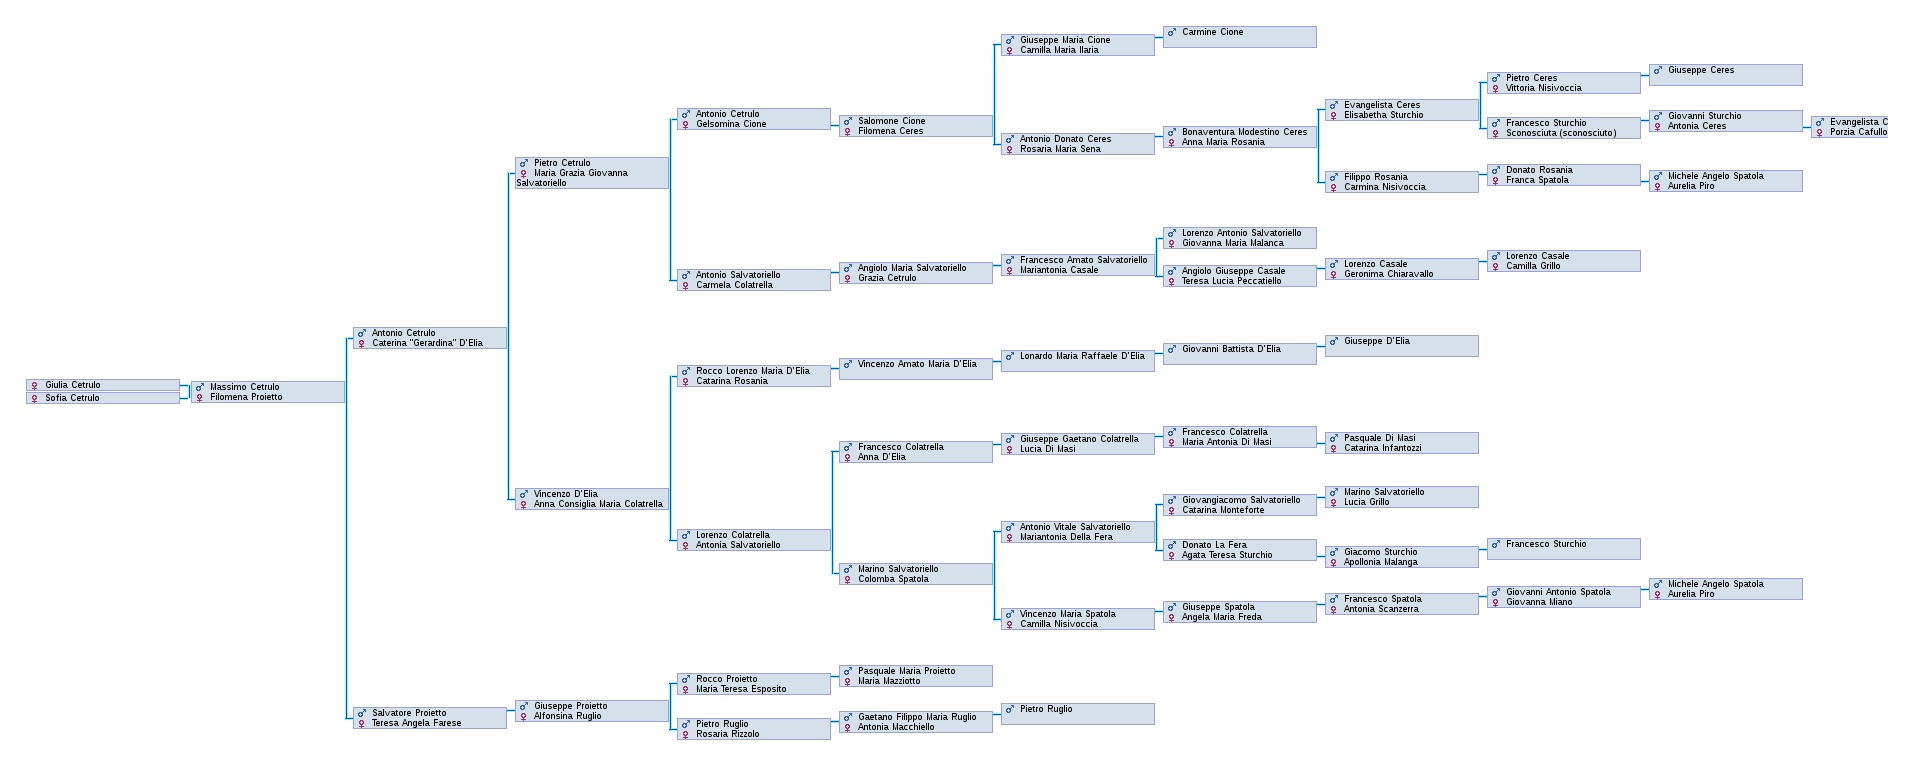 Giulia Cetrulo
Sofia Cetrulo
Massimo Cetrulo
Filomena Proietto
Antonio Cetrulo
Caterina "Gerardina" D'Elia
Salvatore Proietto
Teresa Angela Farese
Pietro Cetrulo
Maria Grazia Giovanna
Salvatoriello
Vincenzo D'Elia
Anna Consiglia Maria Colatrella
Giuseppe Proietto
Alfonsina Ruglio
Antonio Cetrulo
Gelsomina Cione
Antonio Salvatoriello
Carmela Colatrella
Rocco Lorenzo Maria D'Elia
Catarina Rosania
Lorenzo Colatrella
Antonia Salvatoriello
Rocco Proietto
Maria Teresa Esposito
Pietro Ruglio
Rosaria Rizzolo
Salomone Cione
Filomena Ceres
Angiolo Maria Salvatoriello
Grazia Cetrulo
Vincenzo Amato Maria D'Elia
Francesco Colatrella
Anna D'Elia
Marino Salvatoriello
Colomba Spatola
Pasquale Maria Proietto
Maria Mazziotto
Gaetano Filippo Maria Ruglio
Antonia Macchiello
Giuseppe Maria Cione
Camilla Maria Ilaria
Antonio Donato Ceres
Rosaria Maria Sena
Francesco Amato Salvatoriello
Mariantonia Casale
Lonardo Maria Raffaele D'Elia
Giuseppe Gaetano Colatrella
Lucia Di Masi
Antonio Vitale Salvatoriello
Mariantonia Della Fera
Vincenzo Maria Spatola
Camilla Nisivoccia
Pietro Ruglio
Carmine Cione
Bonaventura Modestino Ceres
Anna Maria Rosania
Lorenzo Antonio Salvatoriello
Giovanna Maria Malanca
Angiolo Giuseppe Casale
Teresa Lucia Peccatiello
Giovanni Battista D'Elia
Francesco Colatrella
Maria Antonia Di Masi
Giovangiacomo Salvatoriello
Catarina Monteforte
Donato La Fera
Agata Teresa Sturchio
Giuseppe Spatola
Angela Maria Freda
Evangelista Ceres
Elisabetha Sturchio
Filippo Rosania
Carmina Nisivoccia
Lorenzo Casale
Geronima Chiaravallo
Giuseppe D'Elia
Pasquale Di Masi
Catarina Infantozzi
Marino Salvatoriello
Lucia Grillo
Giacomo Sturchio
Apollonia Malanga
Francesco Spatola
Antonia Scanzerra
Pietro Ceres
Vittoria Nisivoccia
Francesco Sturchio
Sconosciuta (sconosciuto)
Donato Rosania
Franca Spatola
Lorenzo Casale
Camilla Grillo
Francesco Sturchio
Giovanni Antonio Spatola
Giovanna Miano
Giuseppe Ceres
Giovanni Sturchio
Antonia Ceres
Michele Angelo Spatola
Aurelia Piro
Michele Angelo Spatola
Aurelia Piro
Evangelista C
Porzia Cafullo